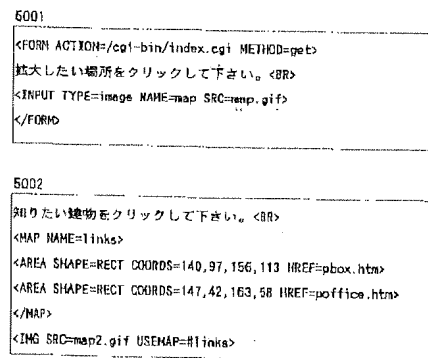 5001
<FORM ACTION=/cgi-bin/index.cgi METHOD=get>
拡大したい場所をクリックして下さい。<BR>
<INPUT TYPE=image NAME=map SRC=map.gif>
</FORM>
5002
知りたい建物をクリックして下さい。<BR>
<MAP NAME=links>
<AREA SHAPE=RECT COORDS=140,97,156,113 HREF=pbox.htm>
<AREA SHAPE=RECT COORDS=147,42,163,58 HREF=poffice.htm>
</MAP>
<IMG SRC=map2.gif USEMAP=#links>